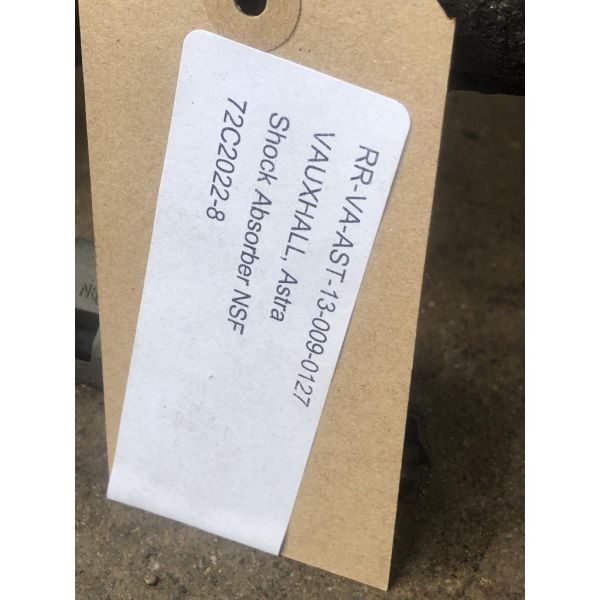 RR-VA-AST-13-009-0127
VAUXHALL, Astra
Shock Absorber NSF
72C2022-8